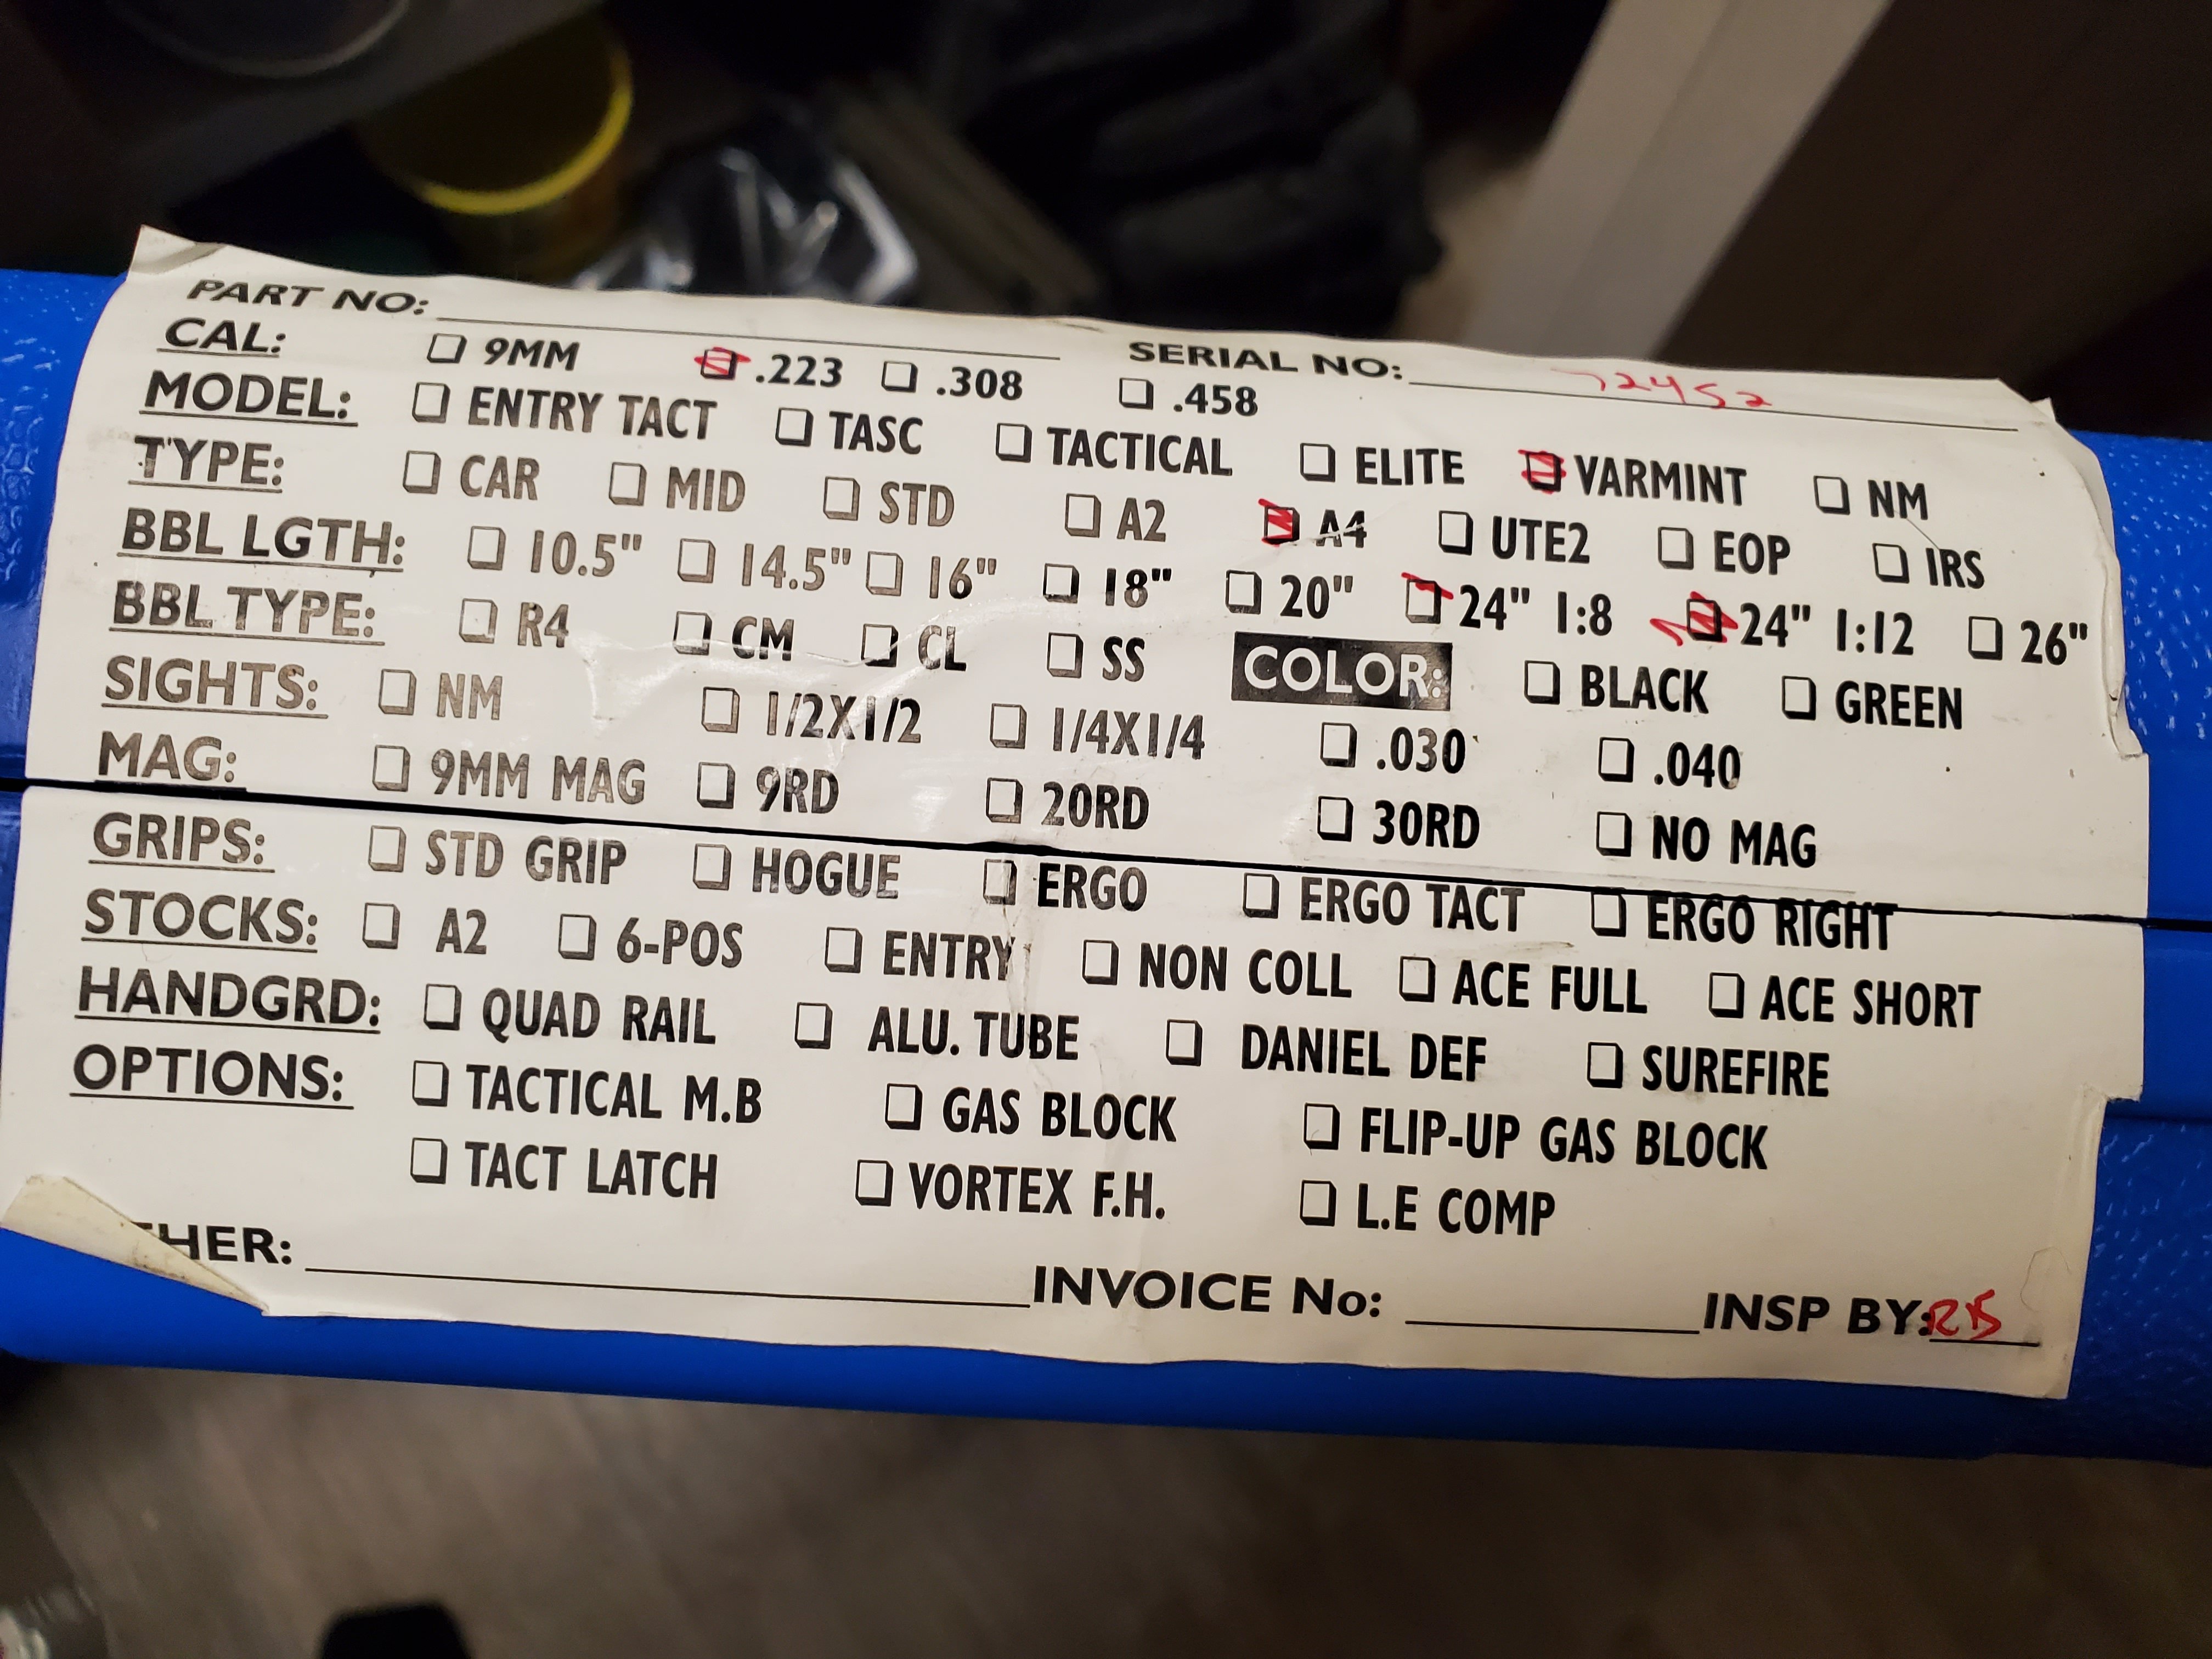 PART NO: SERIAL NO: 72452
CAL: 9MM .223 .308 .458
MODEL: ENTRY TACT TASC TACTICAL ELITE VARMINT NM
TYPE: CAR MID STD A2 A4 UTE2 EOP IRS
BBL LGTH: 10.5" 14.5" 16" 18" 20" 24" 1:8 24" 1:12 26"
BBL TYPE: R4 CM CL SS COLOR: BLACK GREEN
SIGHTS: NM 1/2X1/2 1/4X1/4 .030 .040
MAG: 9MM MAG 9RD 20RD 30RD NO MAG
GRIPS: STD GRIP HOGUE ERGO ERGO TACT ERGO RIGHT
STOCKS: A2 6-POS ENTRY NON COLL ACE FULL ACE SHORT
HANDGRD: QUAD RAIL ALU. TUBE DANIEL DEF SUREFIRE
OPTIONS: TACTICAL M.B GAS BLOCK FLIP-UP GAS BLOCK
TACT LATCH VORTEX F.H. L.E COMP
HER: INVOICE No: INSP BY: